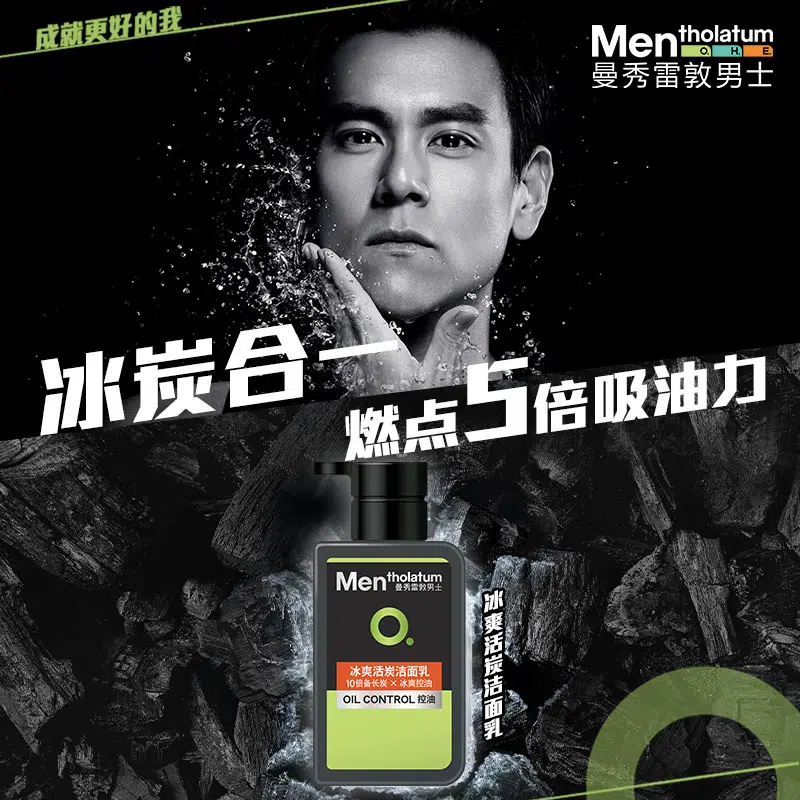 成就更好的我
Mentholatum
O. H. E.
曼秀雷敦男士
冰炭合一
燃点5倍吸油力
Mentholatum
曼秀雷敦男士
O.
冰爽活炭洁面乳
10倍备长炭 × 冰爽控油
OIL CONTROL 控油
冰爽活炭洁面乳